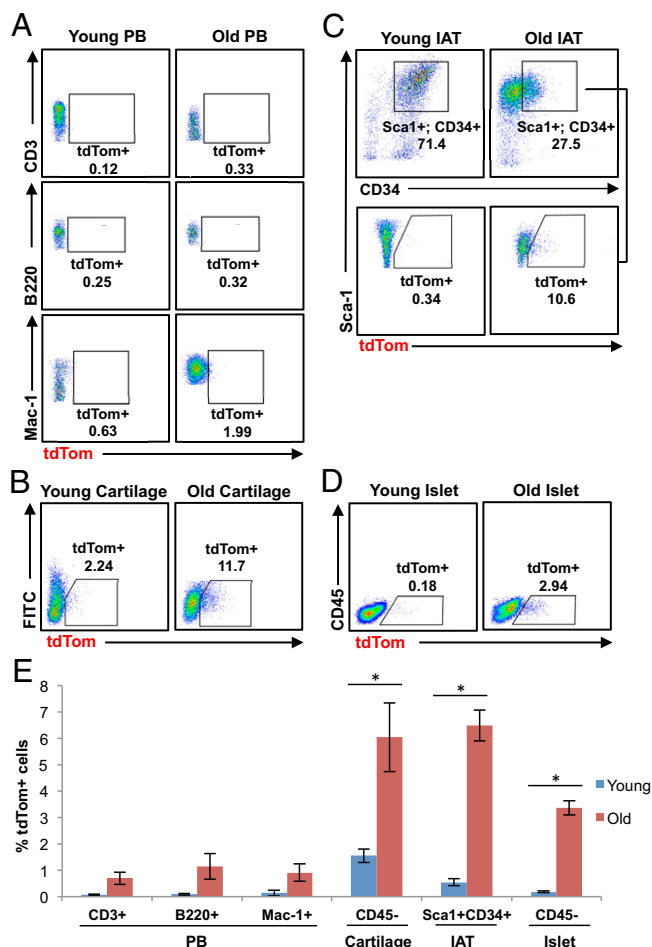 A
Young PB Old PB
CD3
tdTom+
0.12
tdTom+
0.33
B220
tdTom+
0.25
tdTom+
0.32
Mac-1
tdTom+
0.63
tdTom+
1.99
tdTom
B
Young Cartilage Old Cartilage
FITC
tdTom+
2.24
tdTom+
11.7
tdTom
C
Young IAT Old IAT
Sca-1
Sca1+; CD34+
71.4
Sca1+; CD34+
27.5
CD34
tdTom+
0.34
tdTom+
10.6
tdTom
D
Young Islet Old Islet
CD45
tdTom+
0.18
tdTom+
2.94
tdTom
E
% tdTom+ cells
8
7
6
5
4
3
2
1
0
* * *
Young
Old
CD3+ B220+ Mac-1+ CD45- Sca1+CD34+ CD45-
PB Cartilage IAT Islet